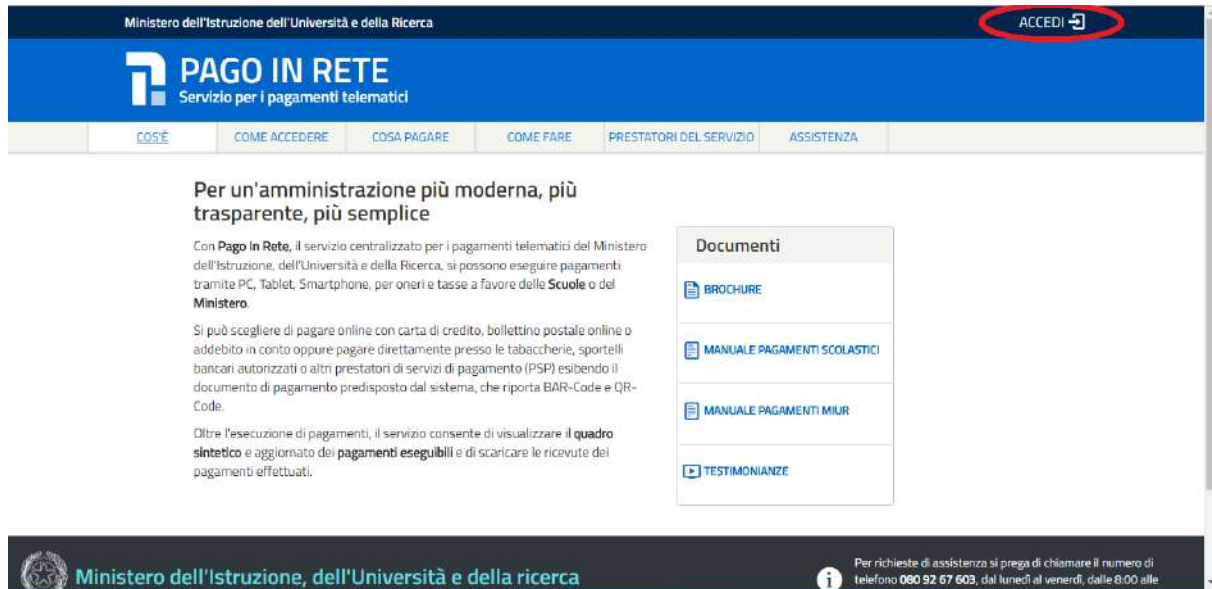 Ministero dell'Istruzione dell'Università e della Ricerca
ACCEDI
PAGO IN RETE
Servizio per i pagamenti telematici
COS'È
COME ACCEDERE
COSA PAGARE
COME FARE
PRESTATORI DEL SERVIZIO
ASSISTENZA
Per un'amministrazione più moderna, più
trasparente, più semplice
Con Pago In Rete, il servizio centralizzato per i pagamenti telematici del Ministero
dell'Istruzione, dell'Università e della Ricerca, si possono eseguire pagamenti
tramite PC, Tablet, Smartphone, per oneri e tasse a favore delle Scuole o del
Ministero.
Si può scegliere di pagare online con carta di credito, bollettino postale online o
addebito in conto oppure pagare direttamente presso le tabaccherie, sportelli
bancari autorizzati o altri prestatori di servizi di pagamento (PSP) esibendo il
documento di pagamento predisposto dal sistema, che riporta BAR-Code e QR-
Code.
Oltre l'esecuzione di pagamenti, il servizio consente di visualizzare il quadro
sintetico e aggiornato dei pagamenti eseguibili e di scaricare le ricevute dei
pagamenti effettuati.
Documenti
BROCHURE
MANUALE PAGAMENTI SCOLASTICI
MANUALE PAGAMENTI MIUR
TESTIMONIANZE
Ministero dell'Istruzione, dell'Università e della ricerca
Per richieste di assistenza si prega di chiamare il numero di
telefono 080 92 67 603, dal lunedì al venerdì, dalle 8:00 alle